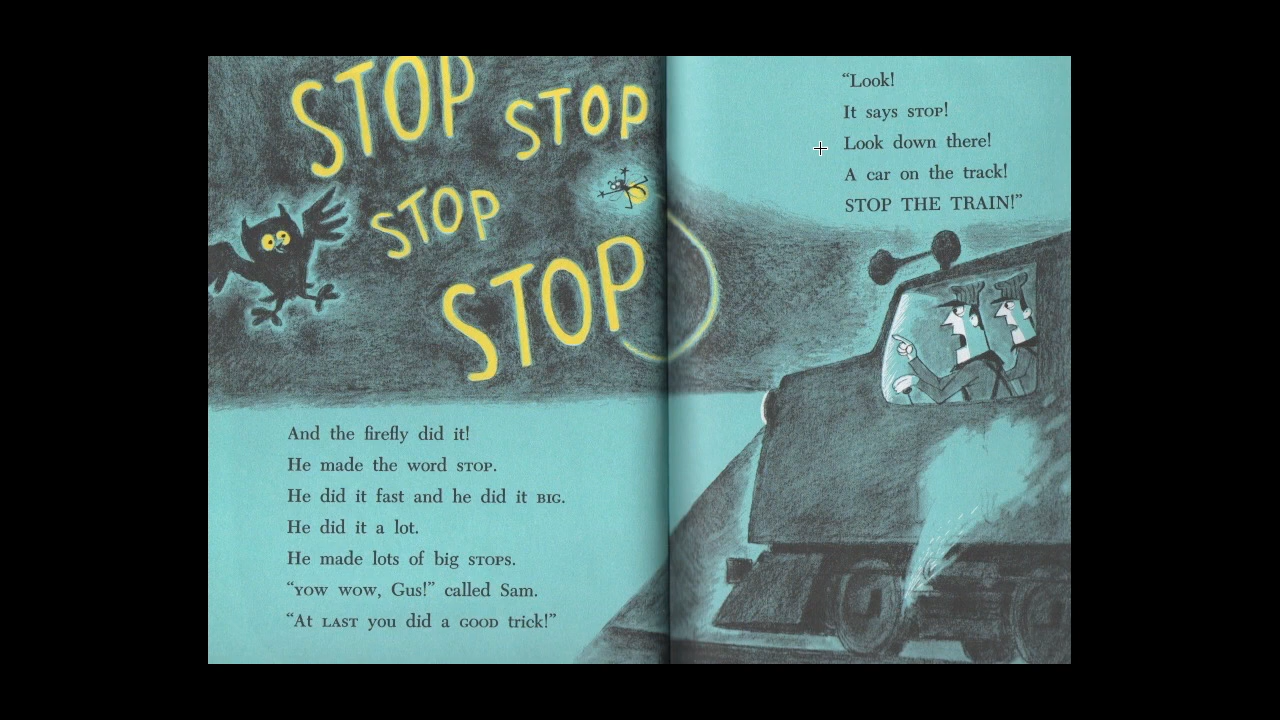 STOP
STOP
STOP
STOP
And the firefly did it!
He made the word STOP.
He did it fast and he did it BIG.
He did it a lot.
He made lots of big STOPS.
“YOW WOW, Gus!” called Sam.
“At LAST you did a GOOD trick!”
“Look!
It says STOP!
Look down there!
A car on the track!
STOP THE TRAIN!”